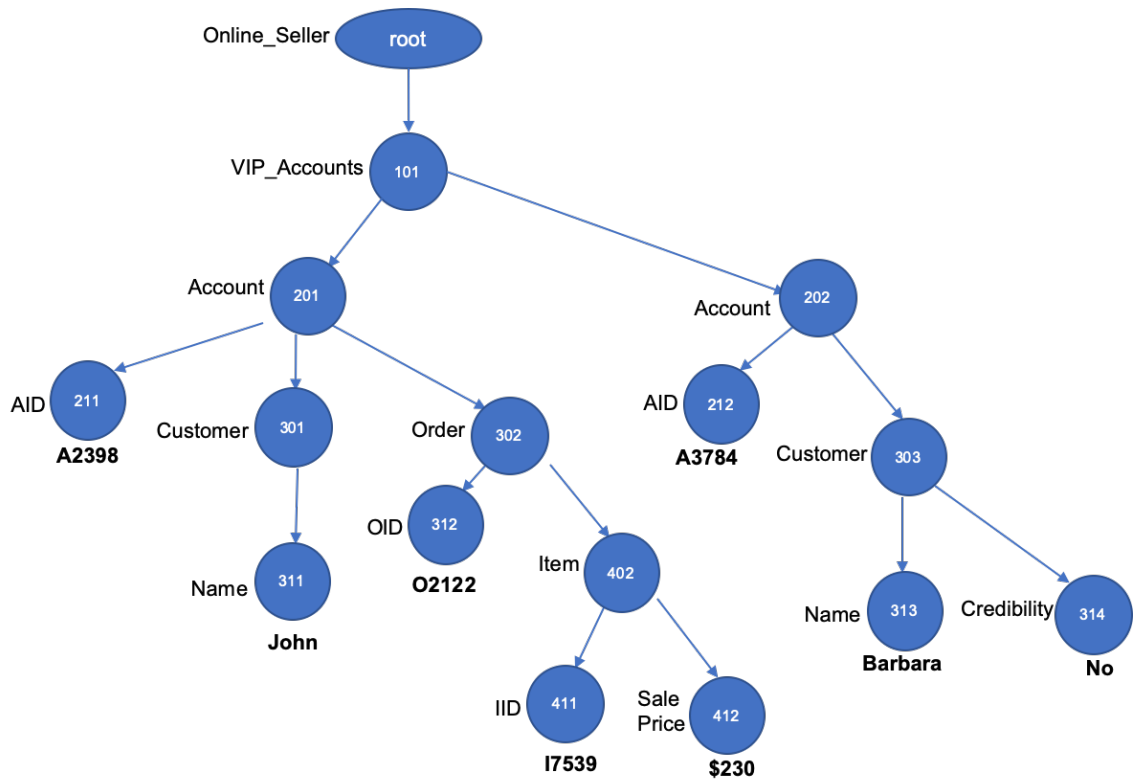 Online_Seller
root
VIP_Accounts
101
Account
201
Account
202
AID
211
A2398
Customer
301
Order
302
AID
212
A3784
Customer
303
OID
312
O2122
Name
311
John
Item
402
Name
313
Barbara
Credibility
314
No
IID
411
I7539
Sale
Price
412
$230